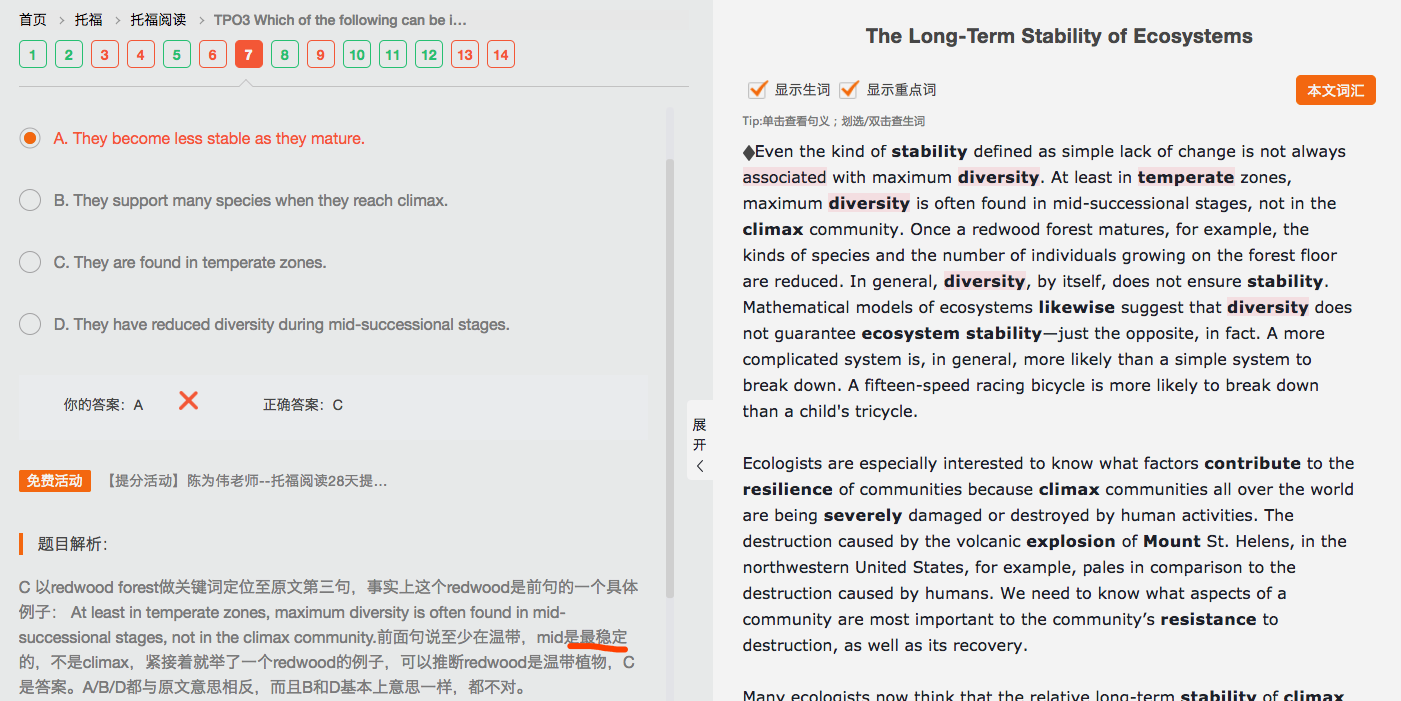 首页 > 托福 > 托福阅读 > TPO3 Which of the following can be i...
1 2 3 4 5 6 7 8 9 10 11 12 13 14
A. They become less stable as they mature.
B. They support many species when they reach climax.
C. They are found in temperate zones.
D. They have reduced diversity during mid-successional stages.
你的答案：A 正确答案：C
免费活动 【提分活动】陈为伟老师--托福阅读28天提...
题目解析：
C 以redwood forest做关键词定位至原文第三句，事实上这个redwood是前句的一个具体
例子： At least in temperate zones, maximum diversity is often found in mid-
successional stages, not in the climax community.前面句说至少在温带，mid是最稳定
的，不是climax，紧接着就举了一个redwood的例子，可以推断redwood是温带植物，C
是答案。A/B/D都与原文意思相反，而且B和D基本上意思一样，都不对。
展
开
The Long-Term Stability of Ecosystems
显示生词 显示重点词 本文词汇
Tip:单击查看句义；划选/双击查生词
◆Even the kind of stability defined as simple lack of change is not always
associated with maximum diversity. At least in temperate zones,
maximum diversity is often found in mid-successional stages, not in the
climax community. Once a redwood forest matures, for example, the
kinds of species and the number of individuals growing on the forest floor
are reduced. In general, diversity, by itself, does not ensure stability.
Mathematical models of ecosystems likewise suggest that diversity does
not guarantee ecosystem stability—just the opposite, in fact. A more
complicated system is, in general, more likely than a simple system to
break down. A fifteen-speed racing bicycle is more likely to break down
than a child's tricycle.
Ecologists are especially interested to know what factors contribute to the
resilience of communities because climax communities all over the world
are being severely damaged or destroyed by human activities. The
destruction caused by the volcanic explosion of Mount St. Helens, in the
northwestern United States, for example, pales in comparison to the
destruction caused by humans. We need to know what aspects of a
community are most important to the community’s resistance to
destruction, as well as its recovery.
Many ecologists now think that the relative long-term stability of climax